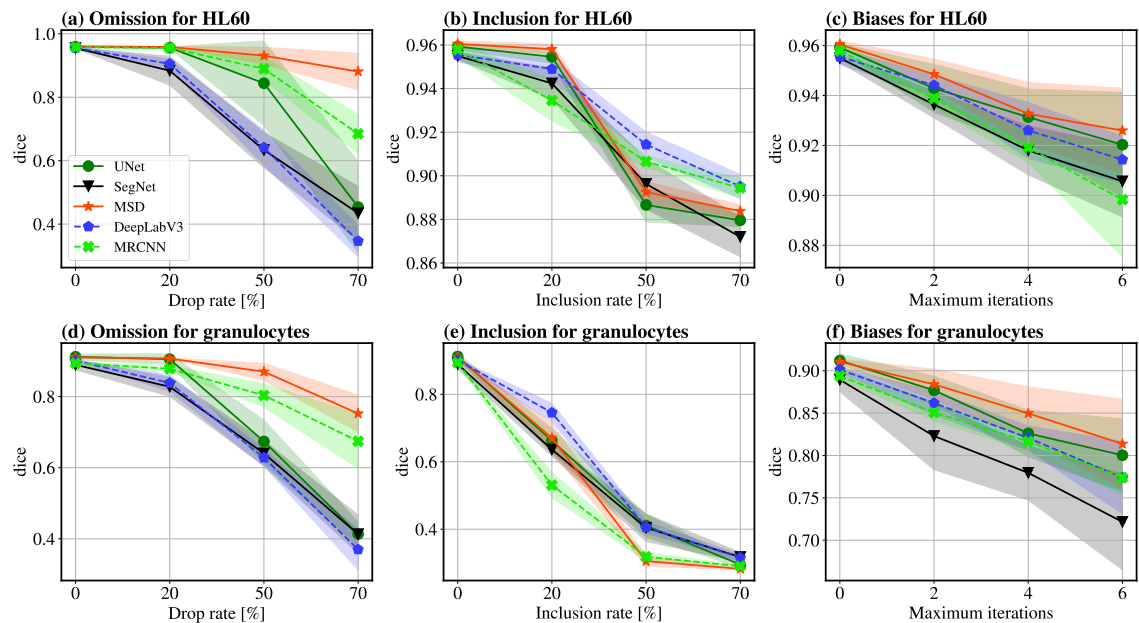 (a) Omission for HL60
dice
1.0
0.8
0.6
0.4
UNet
SegNet
MSD
DeepLabV3
MRCNN
0 20 50 70
Drop rate [%]
(b) Inclusion for HL60
dice
0.96
0.94
0.92
0.90
0.88
0.86
0 20 50 70
Inclusion rate [%]
(c) Biases for HL60
dice
0.96
0.94
0.92
0.90
0.88
0 2 4 6
Maximum iterations
(d) Omission for granulocytes
dice
0.8
0.6
0.4
0 20 50 70
Drop rate [%]
(e) Inclusion for granulocytes
dice
0.8
0.6
0.4
0 20 50 70
Inclusion rate [%]
(f) Biases for granulocytes
dice
0.90
0.85
0.80
0.75
0.70
0 2 4 6
Maximum iterations